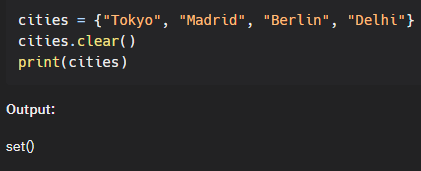 cities = {"Tokyo", "Madrid", "Berlin", "Delhi"}
cities.clear()
print(cities)
Output:
set()